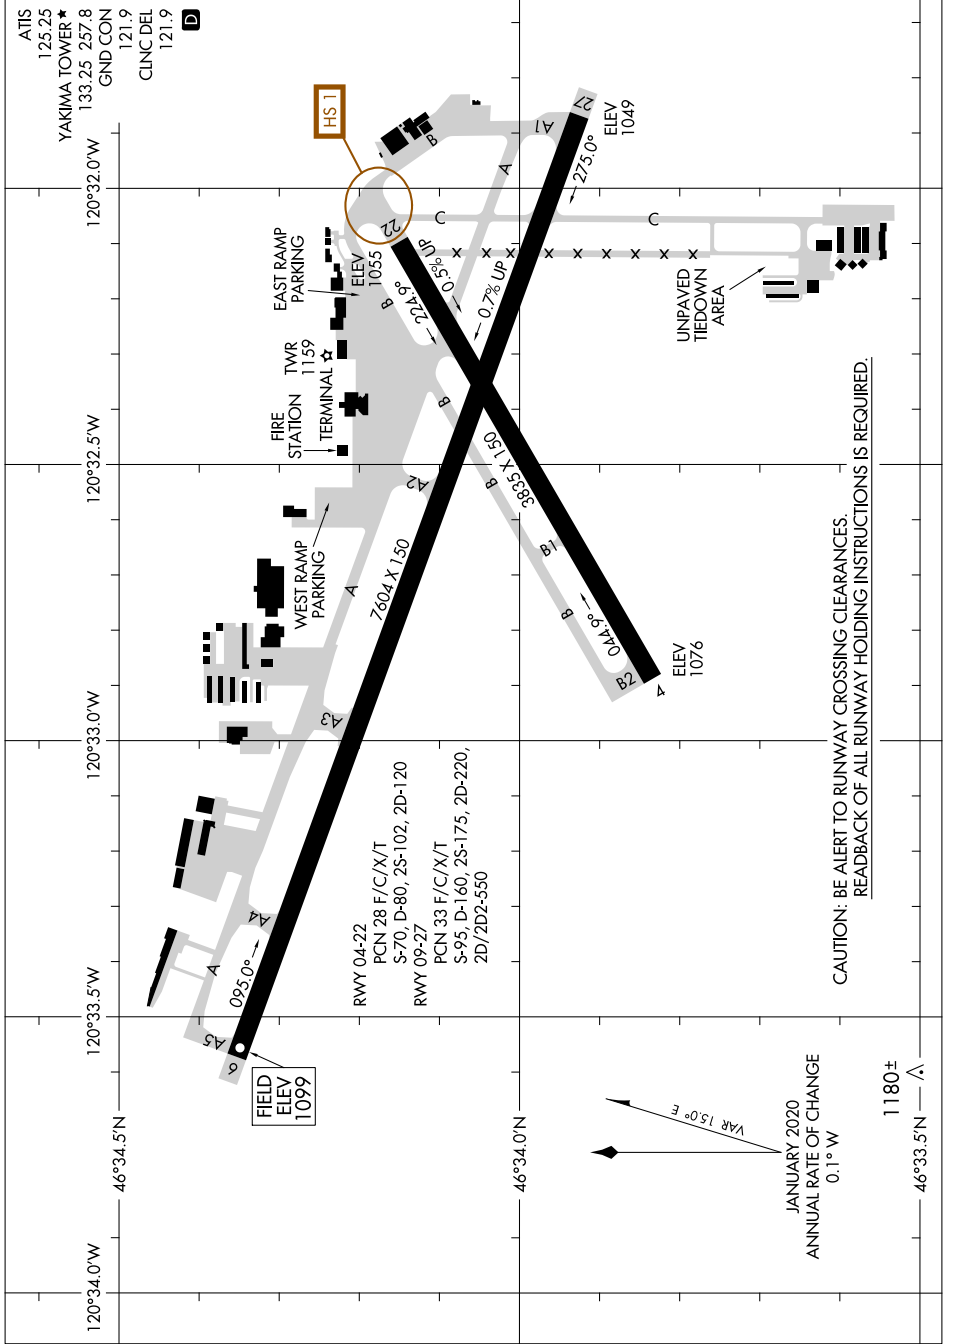 ATIS
125.25
YAKIMA TOWER★
133.25 257.8
GND CON
121.9
CLNC DEL
121.9
D
120°34.0'W
120°33.5'W
120°33.0'W
120°32.5'W
120°32.0'W
46°34.5'N
46°34.0'N
46°33.5'N
HS 1
EAST RAMP
PARKING
ELEV
1055
TWR
1159
TERMINAL
FIRE
STATION
WEST RAMP
PARKING
FIELD
ELEV
1099
9
095.0°
A5
A
A4
A3
A
A2
7604 X 150
0.7% UP
A
A1
275.0°
27
ELEV
1049
22
224.9°
0.5% UP
B
B
B
B
B1
B
B2
3835 X 150
044.9°
4
ELEV
1076
C
C
X X X X X X X X X
UNPAVED
TIEDOWN
AREA
RWY 04-22
PCN 28 F/C/X/T
S-70, D-80, 2S-102, 2D-120
RWY 09-27
PCN 33 F/C/X/T
S-95, D-160, 2S-175, 2D-220,
2D/2D2-550
CAUTION: BE ALERT TO RUNWAY CROSSING CLEARANCES.
READBACK OF ALL RUNWAY HOLDING INSTRUCTIONS IS REQUIRED.
VAR 15.0° E
JANUARY 2020
ANNUAL RATE OF CHANGE
0.1° W
1180±